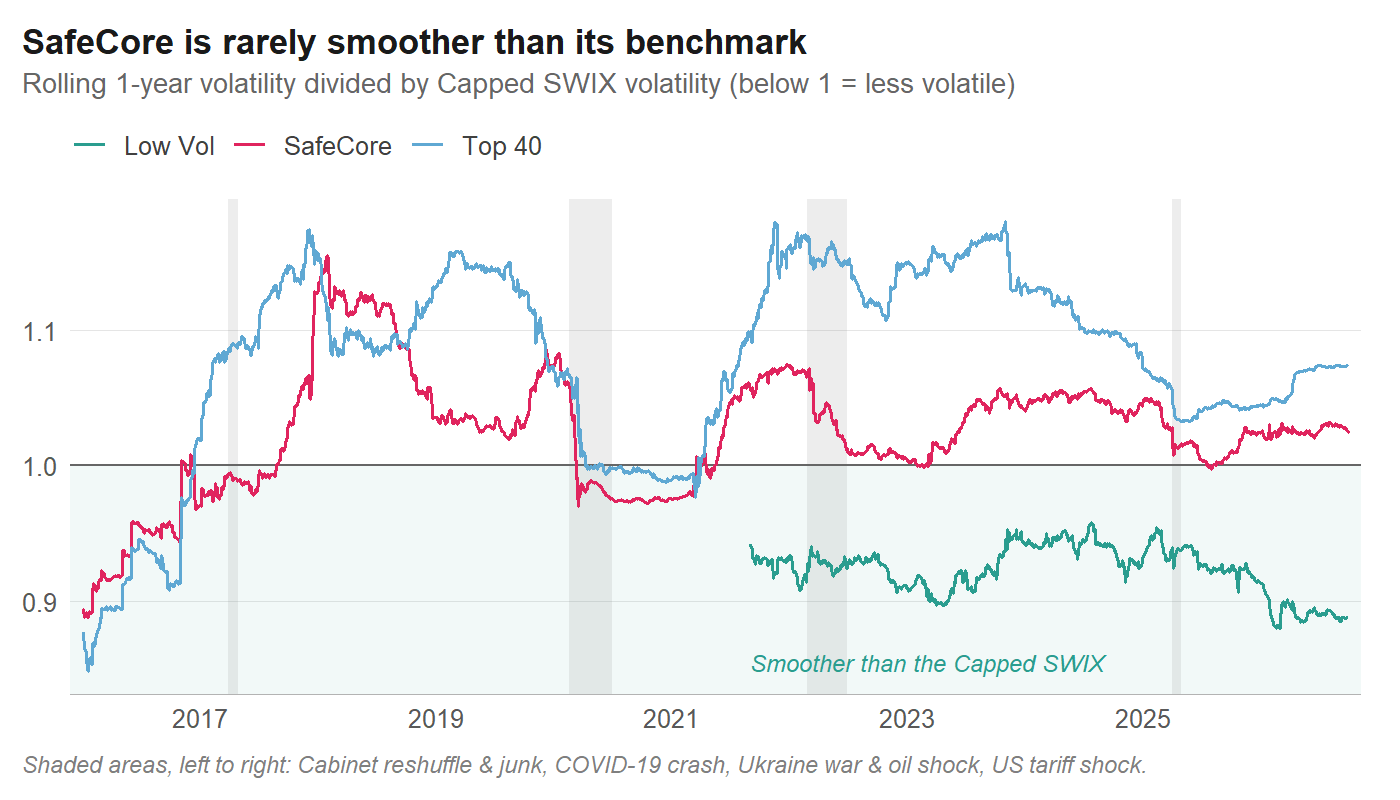 SafeCore is rarely smoother than its benchmark
Rolling 1-year volatility divided by Capped SWIX volatility (below 1 = less volatile)
Low Vol SafeCore Top 40
1.1
1.0
0.9
Smoother than the Capped SWIX
2017 2019 2021 2023 2025
Shaded areas, left to right: Cabinet reshuffle & junk, COVID-19 crash, Ukraine war & oil shock, US tariff shock.